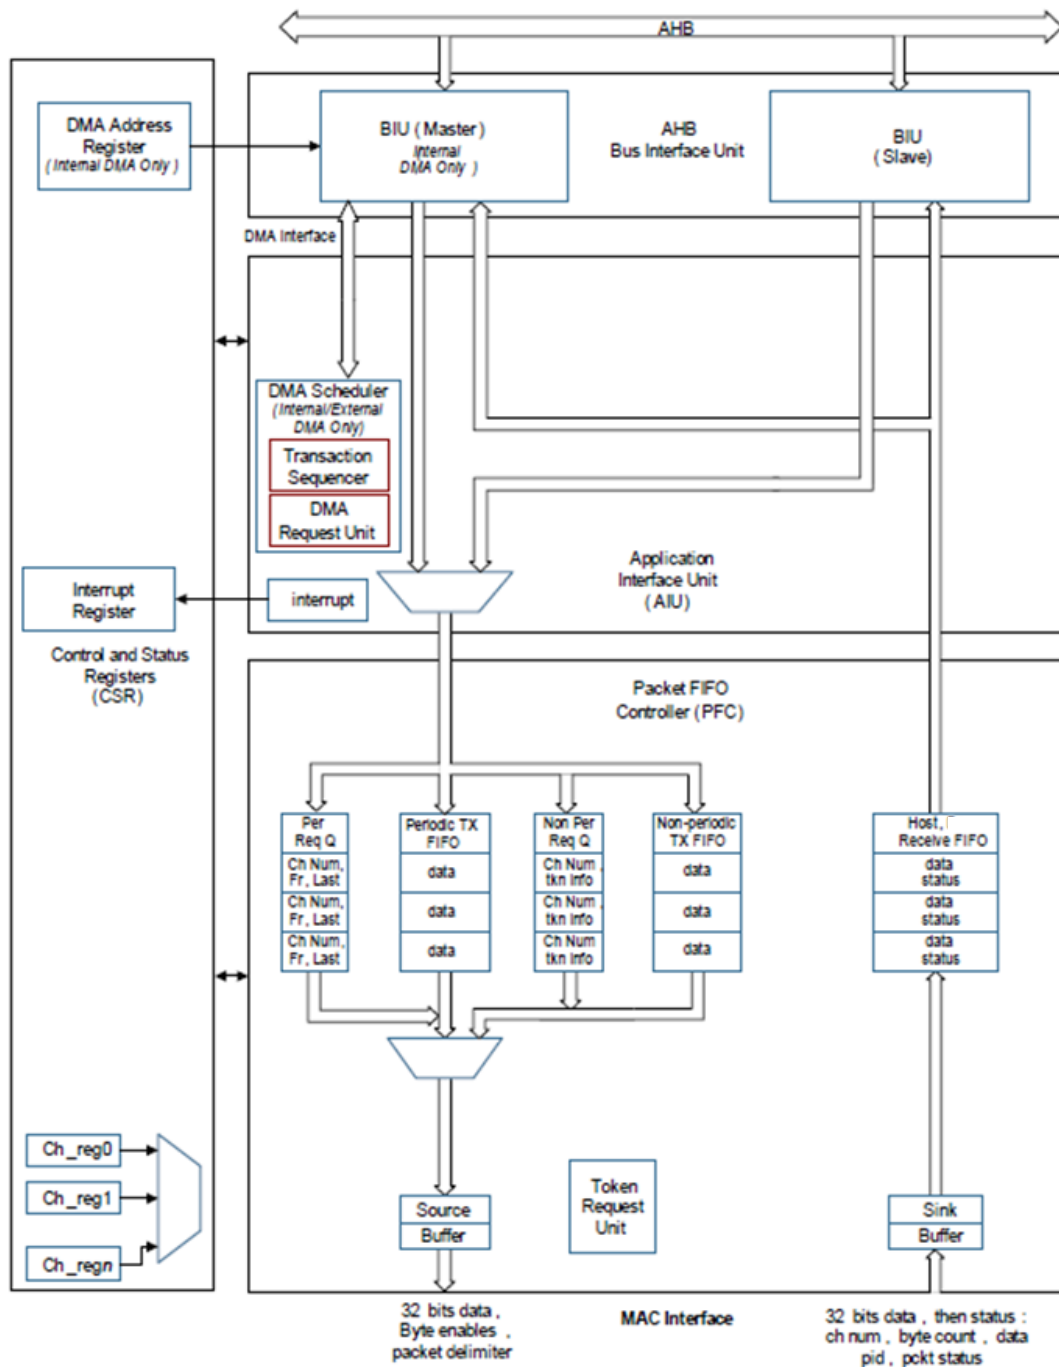 AHB
DMA Address
Register
( Internal DMA Only )
BIU ( Master )
Internal
DMA Only )
AHB
Bus Interface Unit
BIU
( Slave )
DMA Interface
DMA Scheduler
( Internal/External
DMA Only)
Transaction
Sequencer
DMA
Request Unit
Application
Interface Unit
( AIU )
Interrupt
Register
interrupt
Control and Status
Registers
( CSR )
Packet FIFO
Controller ( PFC )
Per
Req Q
Ch Num,
Fr , Last
Ch Num,
Fr , Last
Ch Num,
Fr , Last
Periodic TX
FIFO
data
data
data
Non Per
Req Q
Ch Num ,
tkn Info
Ch Num ,
tkn Info
Ch Num
tkn Info
Non-periodic
TX FIFO
data
data
data
Host,
Receive FIFO
data
status
data
status
data
status
Ch _reg0
Ch _reg1
Ch _regn
Source
Buffer
Token
Request
Unit
Sink
Buffer
32 bits data ,
Byte enables ,
packet delimiter
MAC Interface
32 bits data , then status :
ch num , byte count , data
pid , pckt status